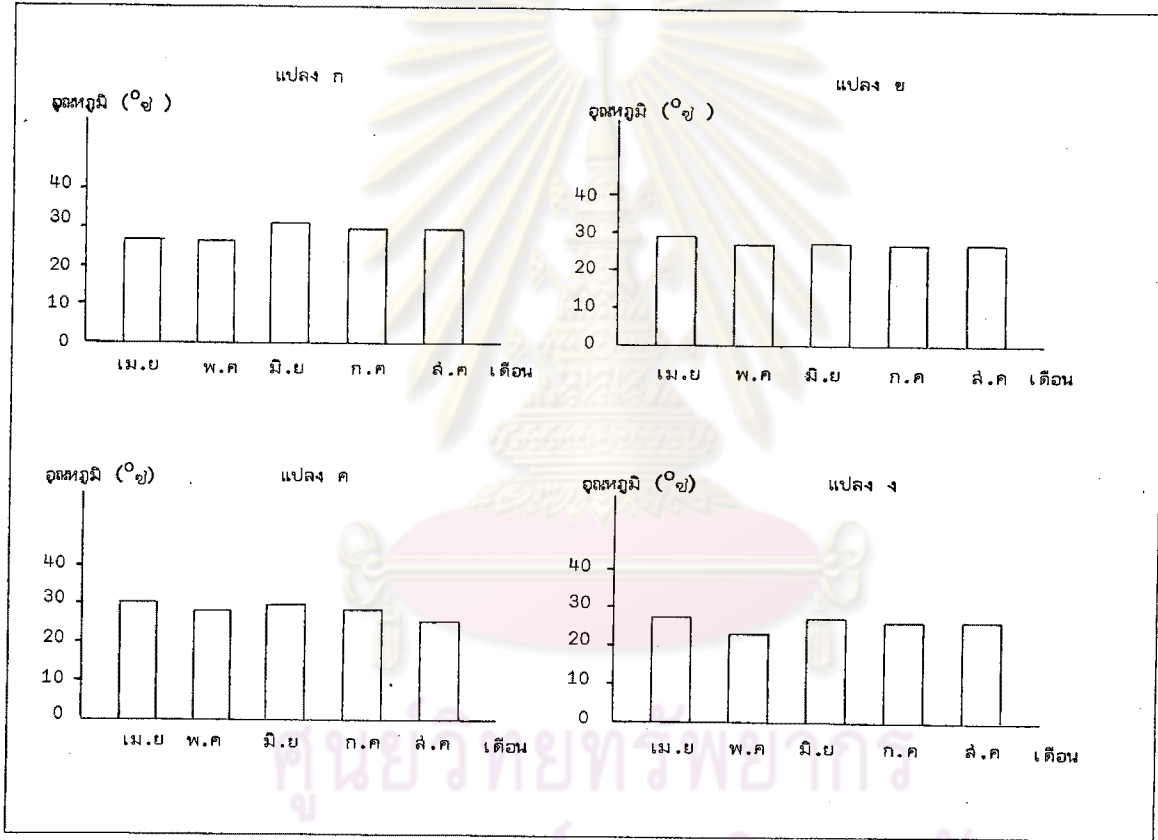 แปลง ก
อุณหภูมิ (°ซ)
40
30
20
10
0
เม.ย พ.ค มิ.ย ก.ค ส.ค เดือน
แปลง ข
อุณหภูมิ (°ซ)
40
30
20
10
0
เม.ย พ.ค มิ.ย ก.ค ส.ค เดือน
อุณหภูมิ (°ซ) แปลง ค
40
30
20
10
0
เม.ย พ.ค มิ.ย ก.ค ส.ค เดือน
อุณหภูมิ (°ซ) แปลง ง
40
30
20
10
0
เม.ย พ.ค มิ.ย ก.ค ส.ค เดือน
ศูนย์วิทยทรัพยากร